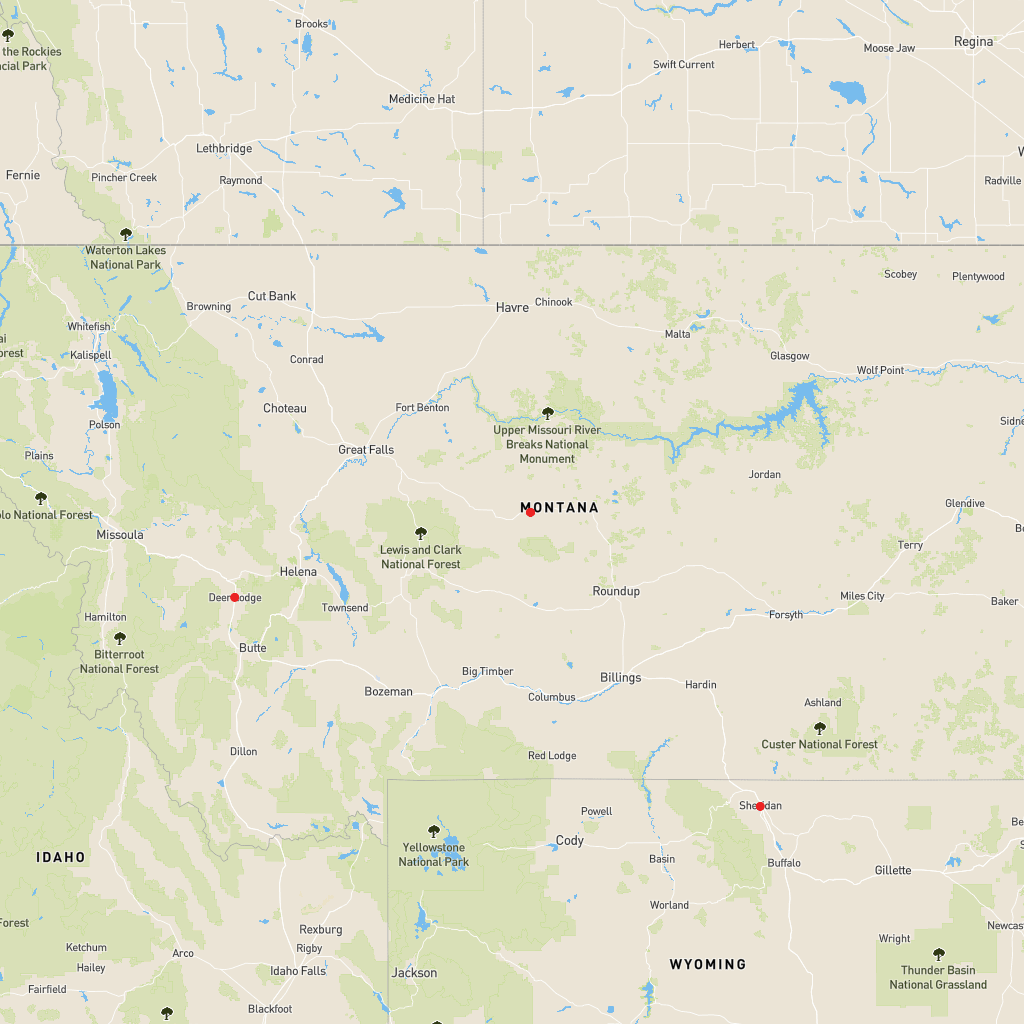 Brooks
the Rockies
Herbert
Moose Jaw
Regina
Swift Current
Medicine Hat
Lethbridge
Fernie
Pincher Creek
Raymond
Radville
Waterton Lakes
National Park
Scobey
Plentywood
Cut Bank
Browning
Havre
Chinook
Whitefish
Malta
Kalispell
Conrad
Glasgow
Wolf Point
Choteau
Fort Benton
Polson
Upper Missouri River
Breaks National
Monument
Great Falls
Plains
Jordan
MONTANA
Glendive
National Forest
Missoula
Lewis and Clark
National Forest
Terry
Helena
Deer Lodge
Townsend
Roundup
Miles City
Baker
Forsyth
Hamilton
Bitterroot
National Forest
Butte
Big Timber
Billings
Bozeman
Columbus
Hardin
Ashland
Custer National Forest
Dillon
Red Lodge
Sheridan
Powell
Cody
Yellowstone
National Park
IDAHO
Basin
Buffalo
Gillette
Worland
Rexburg
Ketchum
Rigby
Arco
Hailey
Idaho Falls
Jackson
Fairfield
Blackfoot
WYOMING
Wright
Thunder Basin
National Grassland